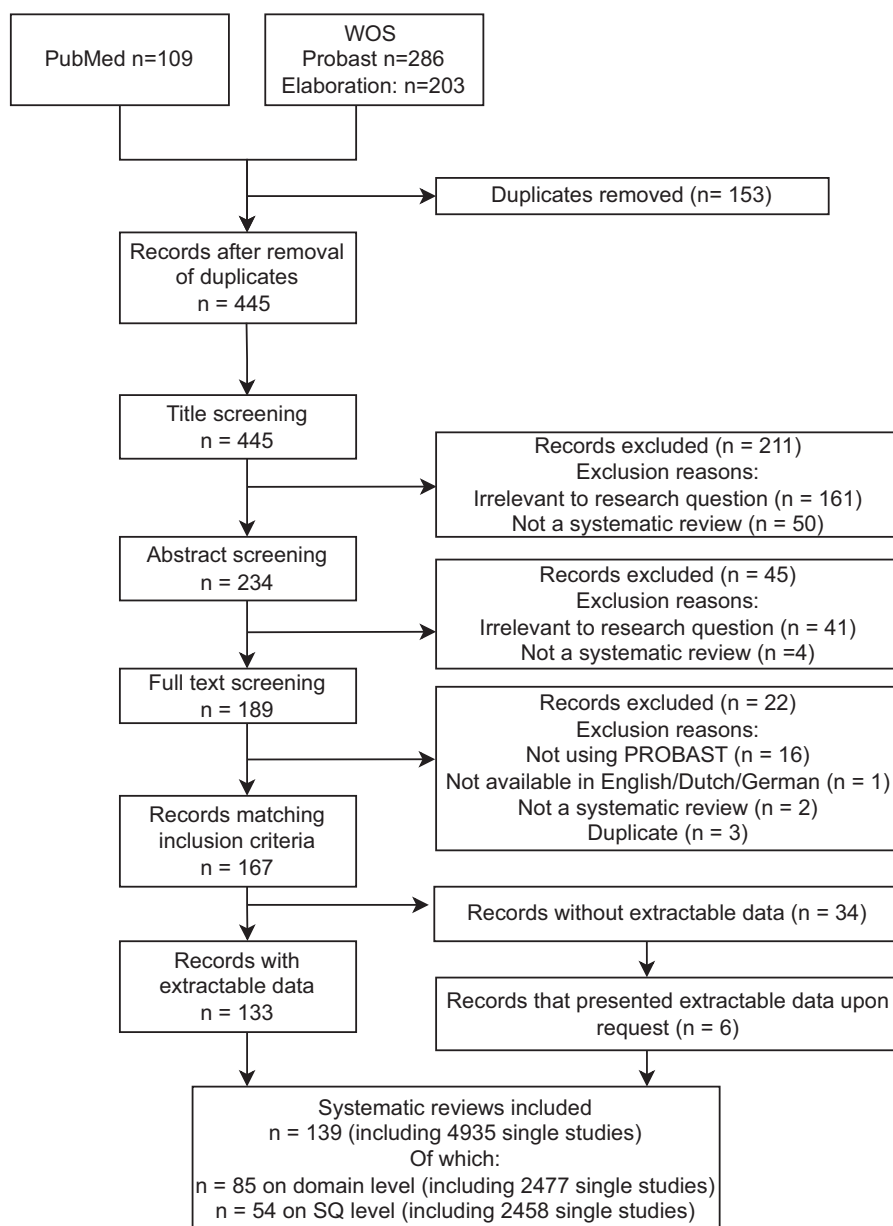 PubMed n=109
WOS
Probast n=286
Elaboration: n=203
Duplicates removed (n= 153)
Records after removal
of duplicates
n = 445
Title screening
n = 445
Records excluded (n = 211)
Exclusion reasons:
Irrelevant to research question (n = 161)
Not a systematic review (n = 50)
Abstract screening
n = 234
Records excluded (n = 45)
Exclusion reasons:
Irrelevant to research question (n = 41)
Not a systematic review (n =4)
Full text screening
n = 189
Records excluded (n = 22)
Exclusion reasons:
Not using PROBAST (n = 16)
Not available in English/Dutch/German (n = 1)
Not a systematic review (n = 2)
Duplicate (n = 3)
Records matching
inclusion criteria
n = 167
Records without extractable data (n = 34)
Records with
extractable data
n = 133
Records that presented extractable data upon
request (n = 6)
Systematic reviews included
n = 139 (including 4935 single studies)
Of which:
n = 85 on domain level (including 2477 single studies)
n = 54 on SQ level (including 2458 single studies)